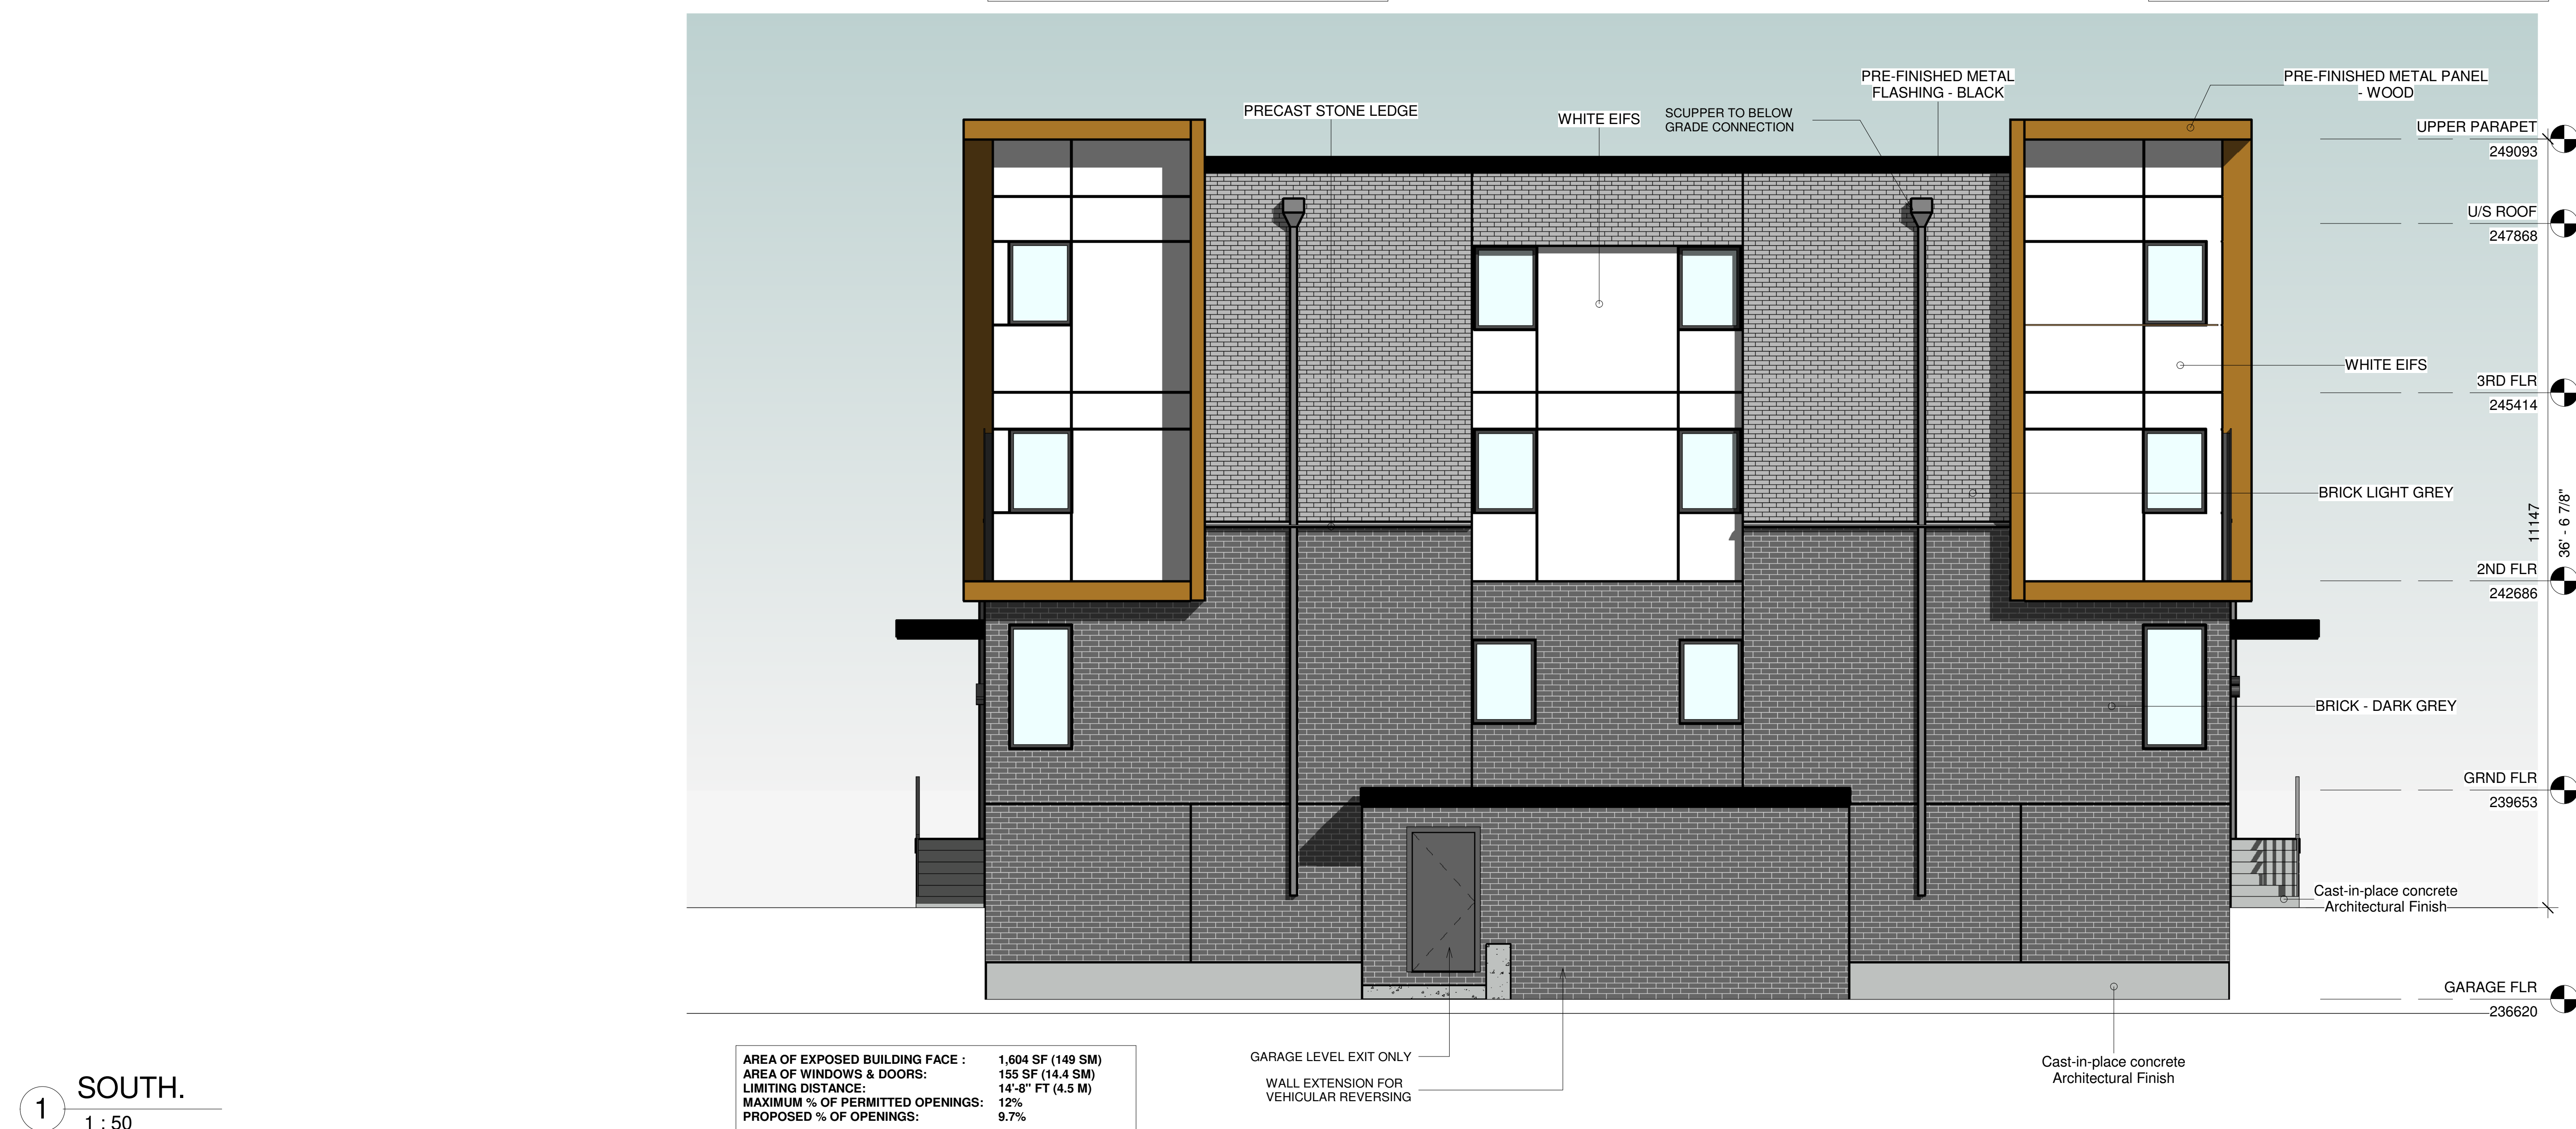 PRE-FINISHED METAL
FLASHING - BLACK
PRE-FINISHED METAL PANEL
- WOOD
PRECAST STONE LEDGE
WHITE EIFS
SCUPPER TO BELOW
GRADE CONNECTION
UPPER PARAPET
249093
U/S ROOF
247868
WHITE EIFS
3RD FLR
245414
BRICK LIGHT GREY
11147
36' - 6 7/8"
2ND FLR
242686
BRICK - DARK GREY
GRND FLR
239653
Cast-in-place concrete
Architectural Finish
GARAGE FLR
236620
AREA OF EXPOSED BUILDING FACE : 1,604 SF (149 SM)
AREA OF WINDOWS & DOORS: 155 SF (14.4 SM)
LIMITING DISTANCE: 14'-8" FT (4.5 M)
MAXIMUM % OF PERMITTED OPENINGS: 12%
PROPOSED % OF OPENINGS: 9.7%
GARAGE LEVEL EXIT ONLY
WALL EXTENSION FOR
VEHICULAR REVERSING
Cast-in-place concrete
Architectural Finish
1
SOUTH.
1 : 50